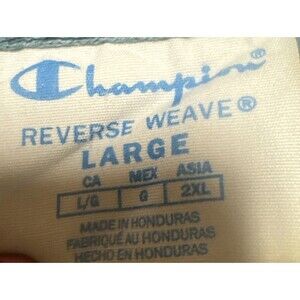 Champion
REVERSE WEAVE®
LARGE
CA MEX ASIA
L/G G 2XL
MADE IN HONDURAS
FABRIQUÉ AU HONDURAS
HECHO EN HONDURAS